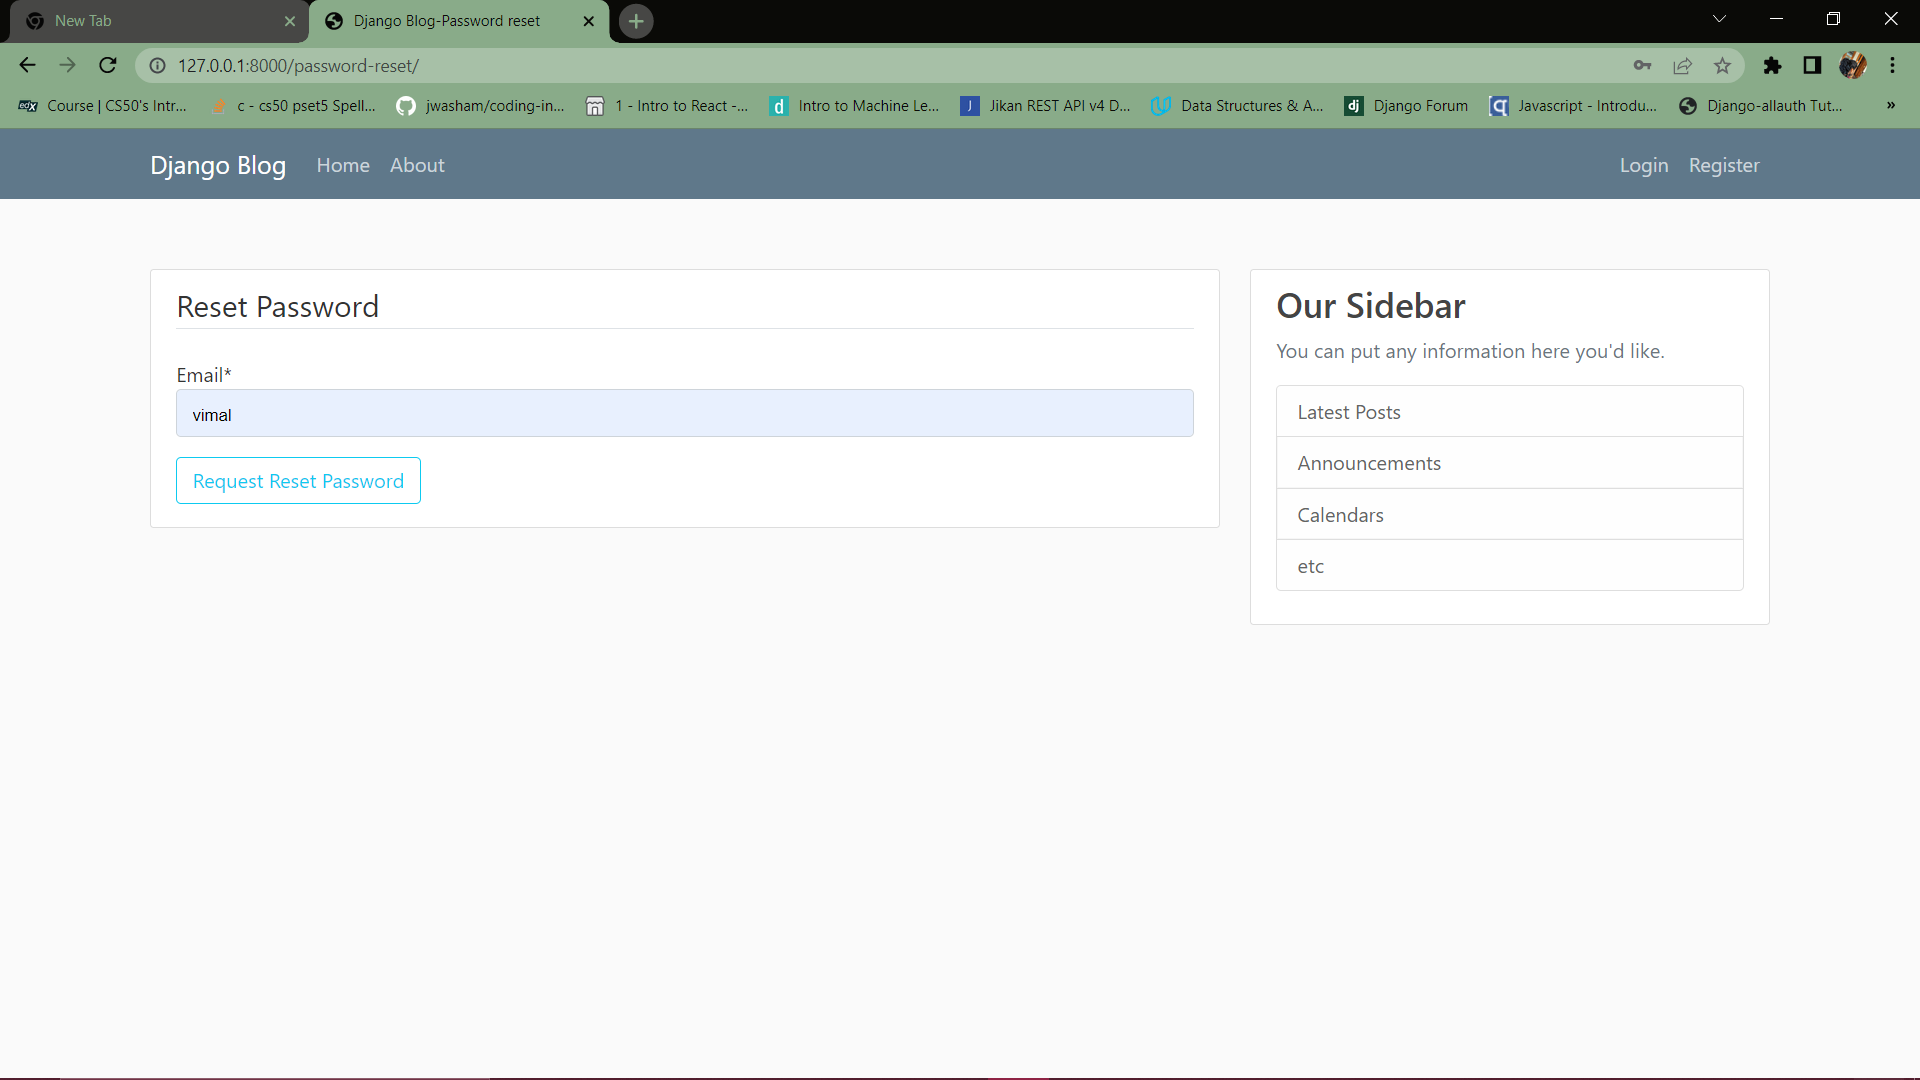 New Tab
Django Blog-Password reset
127.0.0.1:8000/password-reset/
edX Course | CS50's Intr...
c - cs50 pset5 Spell...
jwasham/coding-in...
1 - Intro to React -...
d Intro to Machine Le...
J Jikan REST API v4 D...
Data Structures & A...
dj Django Forum
Javascript - Introdu...
Django-allauth Tut...
»
Django Blog Home About Login Register
Reset Password
Email*
vimal
Request Reset Password
Our Sidebar
You can put any information here you'd like.
Latest Posts
Announcements
Calendars
etc